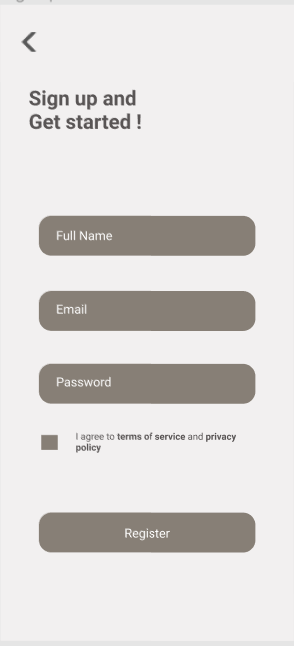 Sign up and
Get started !
Full Name
Email
Password
I agree to terms of service and privacy
policy
Register